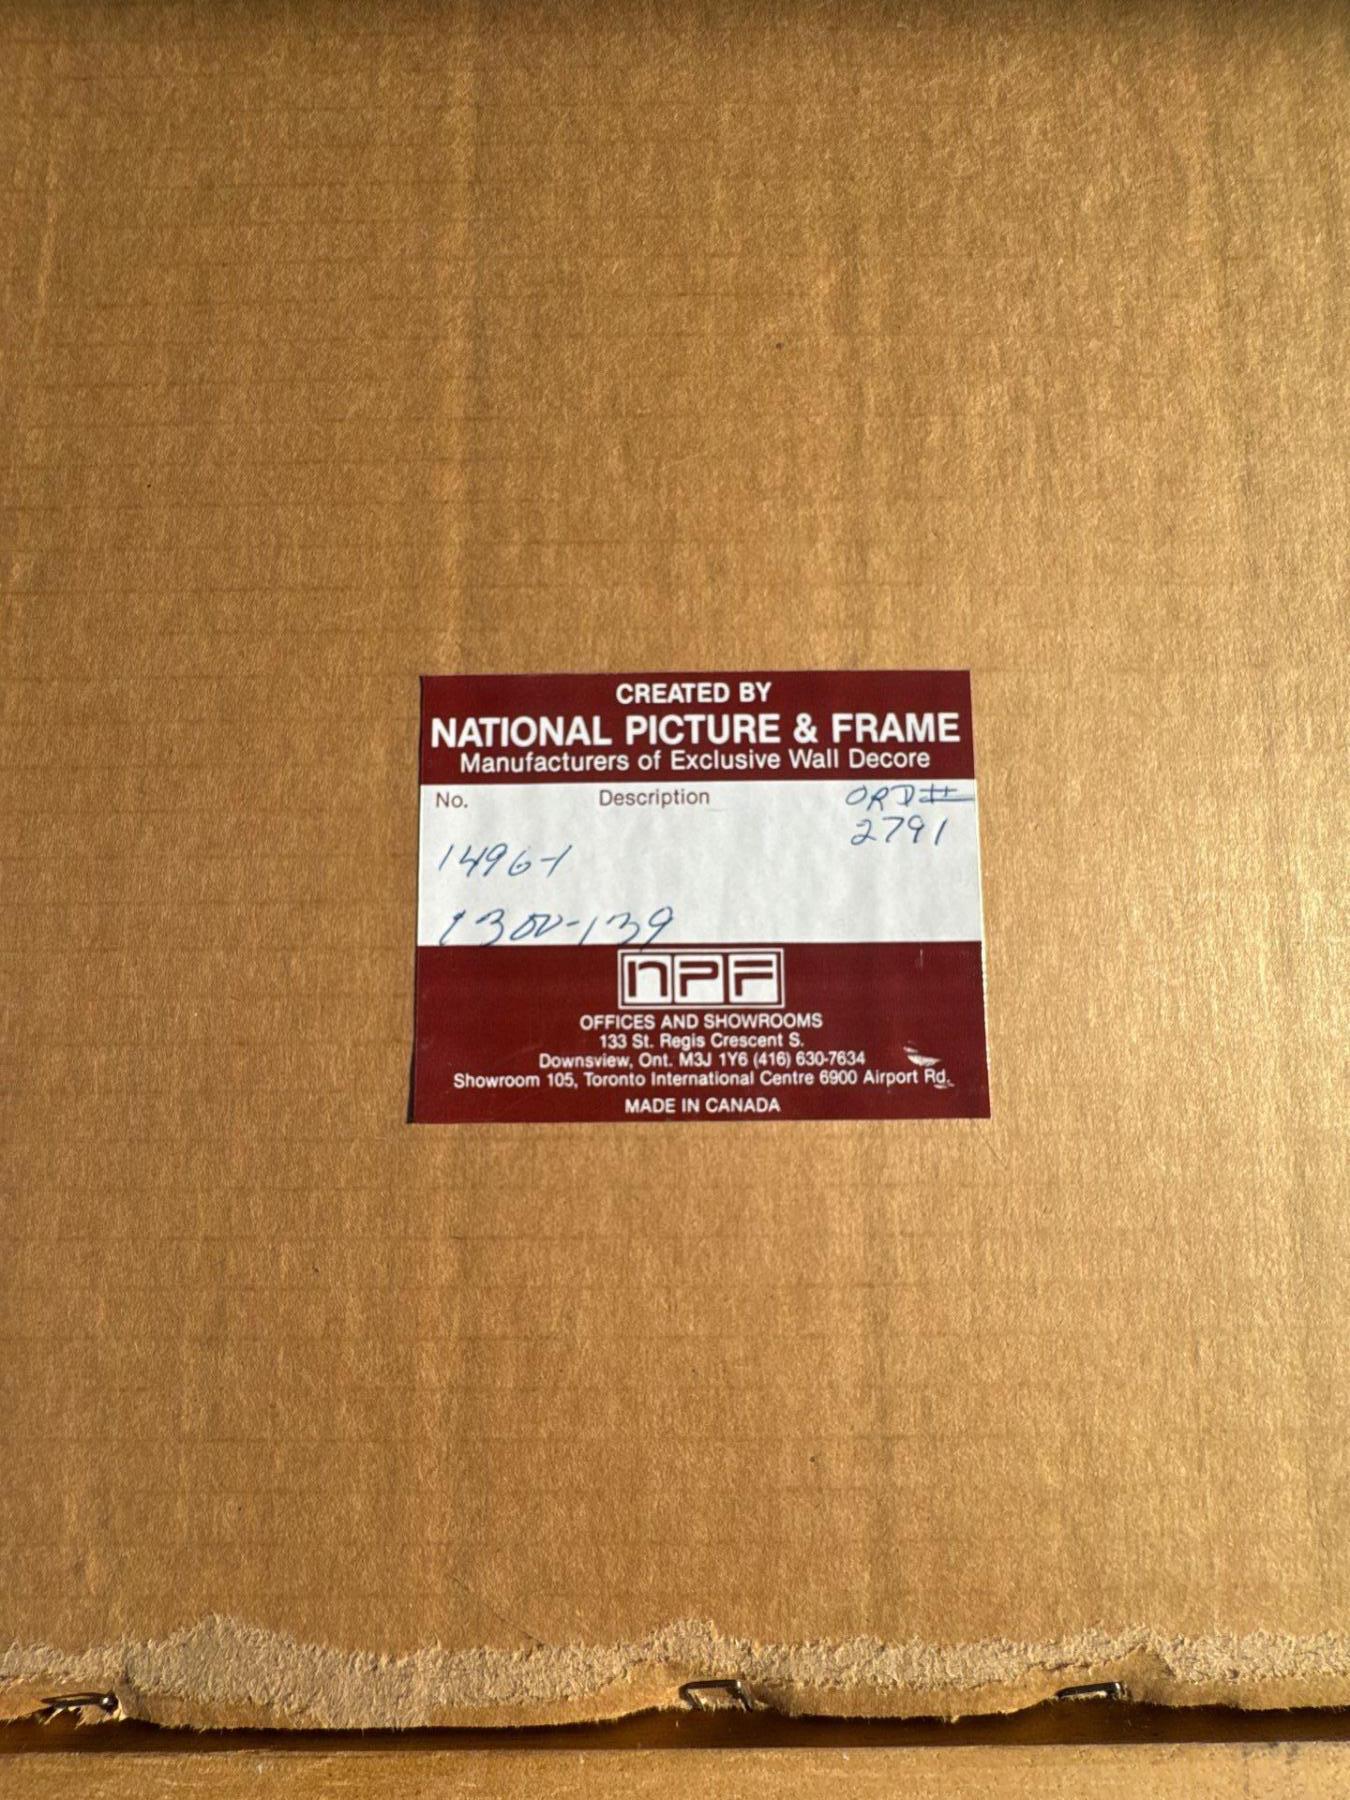 CREATED BY
NATIONAL PICTURE & FRAME
Manufacturers of Exclusive Wall Decore
No. Description ORD#
2791
1496-1
1300-139
NPF
OFFICES AND SHOWROOMS
133 St. Regis Crescent S.
Downsview, Ont. M3J 1Y6 (416) 630-7634
Showroom 105, Toronto International Centre 6900 Airport Rd.
MADE IN CANADA